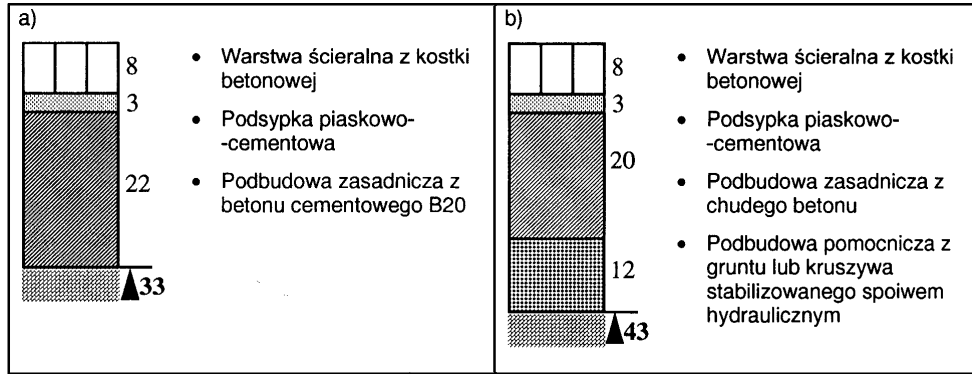 a)
8
3
22
33
• Warstwa ścieralna z kostki
betonowej
• Podsypka piaskowo-
-cementowa
• Podbudowa zasadnicza z
betonu cementowego B20
b)
8
3
20
12
43
• Warstwa ścieralna z kostki
betonowej
• Podsypka piaskowo-
-cementowa
• Podbudowa zasadnicza z
chudego betonu
• Podbudowa pomocnicza z
gruntu lub kruszywa
stabilizowanego spoiwem
hydraulicznym